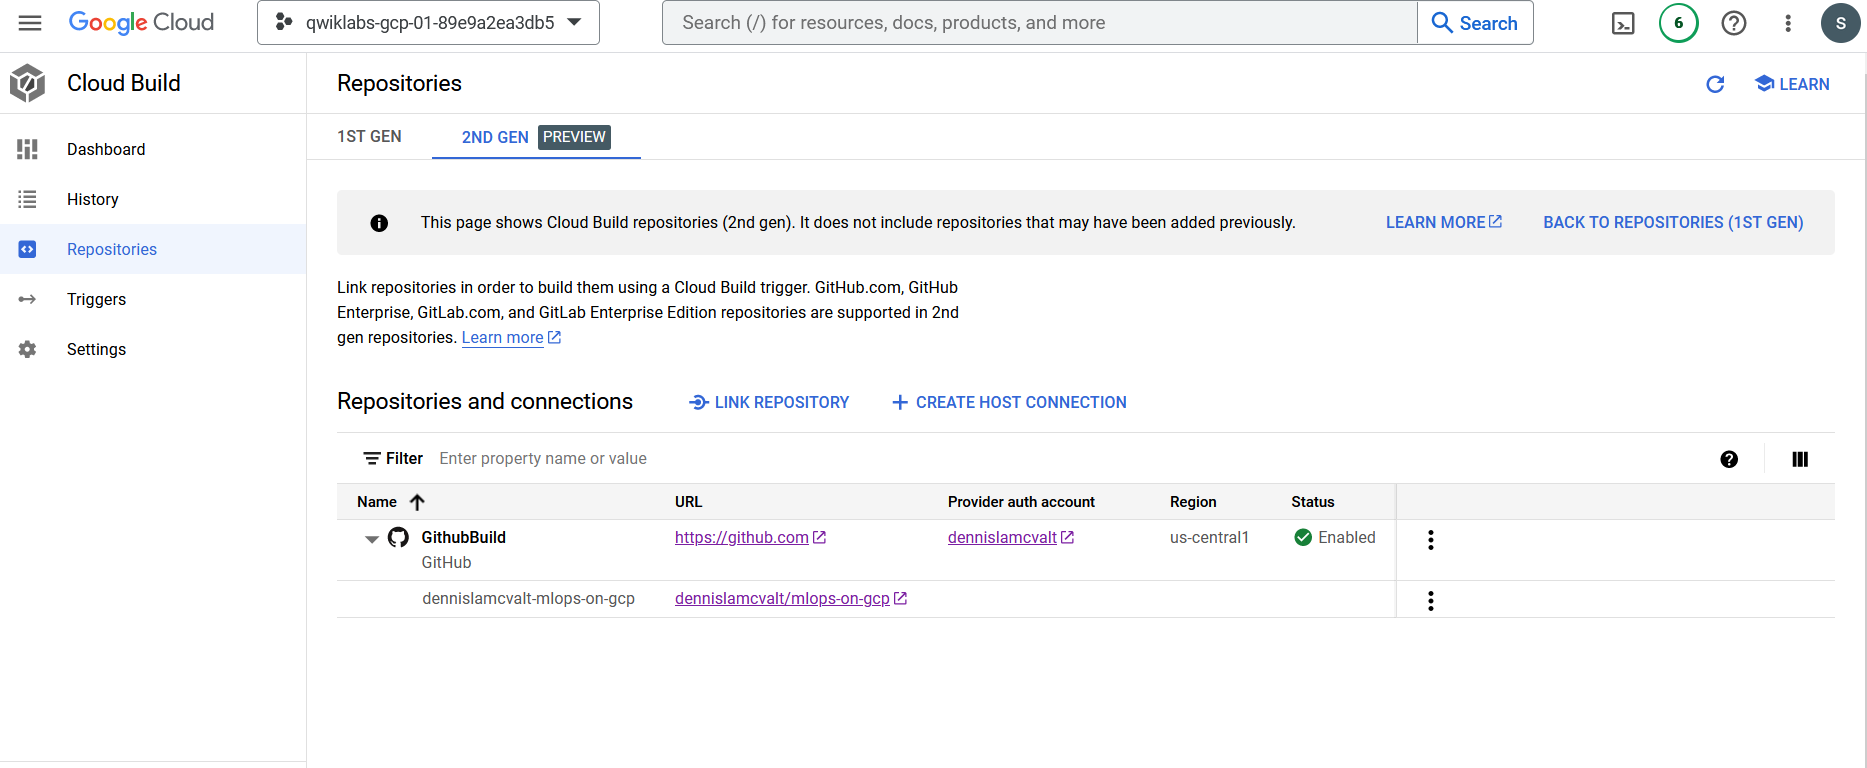 Google Cloud
qwiklabs-gcp-01-89e9a2ea3db5
Search (/) for resources, docs, products, and more
Search
6
S
Cloud Build
Repositories
LEARN
Dashboard
History
Repositories
Triggers
Settings
1ST GEN
2ND GEN PREVIEW
This page shows Cloud Build repositories (2nd gen). It does not include repositories that may have been added previously.
LEARN MORE
BACK TO REPOSITORIES (1ST GEN)
Link repositories in order to build them using a Cloud Build trigger. GitHub.com, GitHub
Enterprise, GitLab.com, and GitLab Enterprise Edition repositories are supported in 2nd
gen repositories. Learn more
Repositories and connections
LINK REPOSITORY
CREATE HOST CONNECTION
Filter Enter property name or value
Name URL Provider auth account Region Status
GithubBuild https://github.com dennislamcvalt us-central1 Enabled
GitHub
dennislamcvalt-mlops-on-gcp dennislamcvalt/mlops-on-gcp